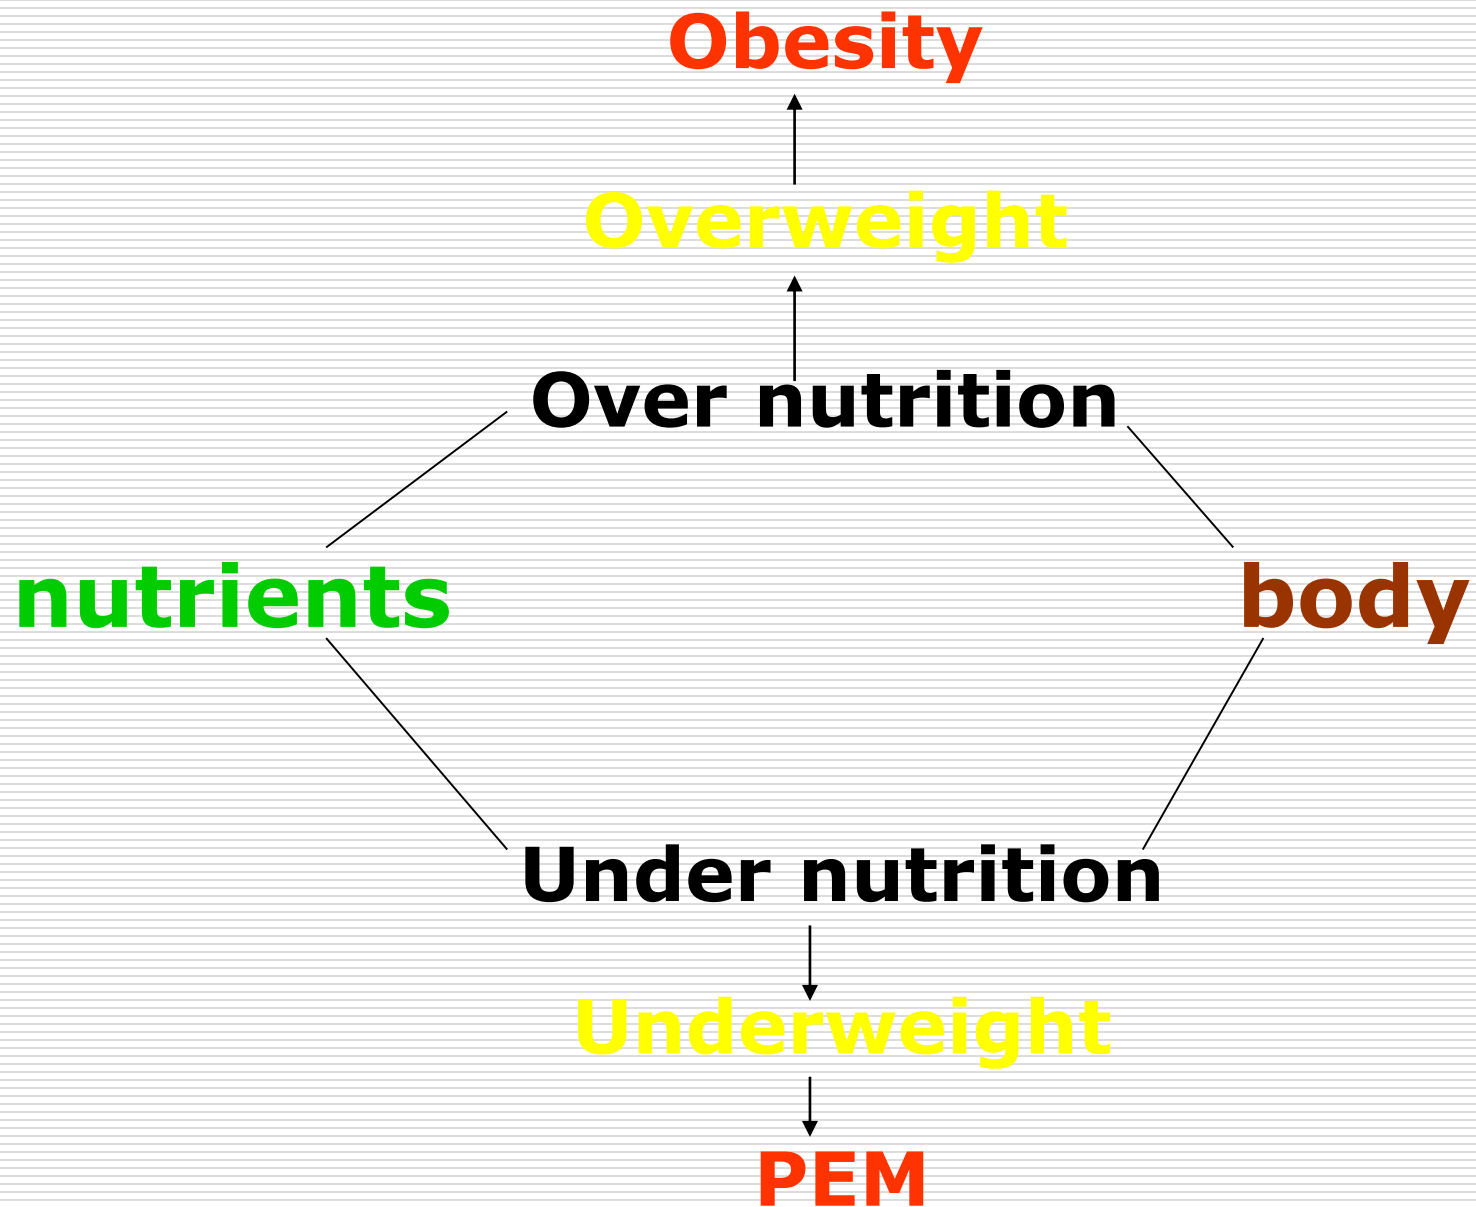 Obesity
Overweight
Over nutrition
nutrients
body
Under nutrition
Underweight
PEM